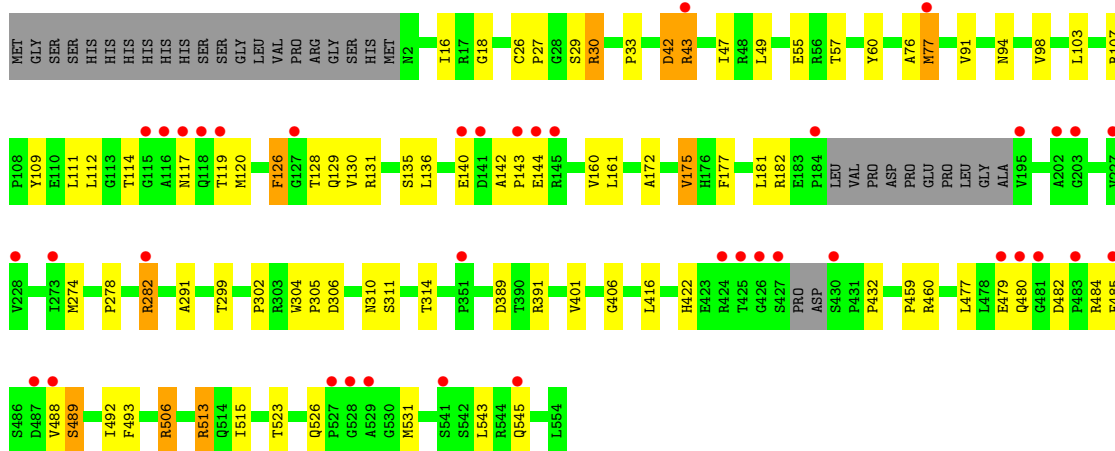 MET GLY SER SER HIS HIS HIS HIS HIS HIS SER SER GLY LEU VAL PRO ARG GLY SER HIS MET N2 I16 R17 G18 C26 P27 G28 S29 R30 P33 D42 R43 I47 R48 L49 E55 R56 T57 Y60 A76 M77 V91 N94 V98 L103
P108 Y109 E110 L111 L112 G113 T114 G115 A116 N117 Q118 T119 M120 F126 G127 T128 Q129 V130 R131 S135 L136 E140 D141 A142 P143 E144 R145 V160 L161 A172 V175 H176 F177 L181 R182 E183 P184 LEU VAL PRO ASP PRO GLU PRO LEU GLY ALA V195 A202 G203
V228 I273 M274 P278 R282 A291 T299 P302 R303 W304 P305 D306 N310 S311 T314 P351 D389 T390 R391 V401 G406 L416 H422 E423 R424 T425 G426 S427 PRO ASP S430 P431 P432 P459 R460 L477 L478 E479 Q480 G481 D482 P483 R484
S486 D487 V488 S489 I492 F493 R506 R513 Q514 I515 T523 Q526 P527 G528 A529 G530 M531 S541 S542 L543 R544 Q545 L554